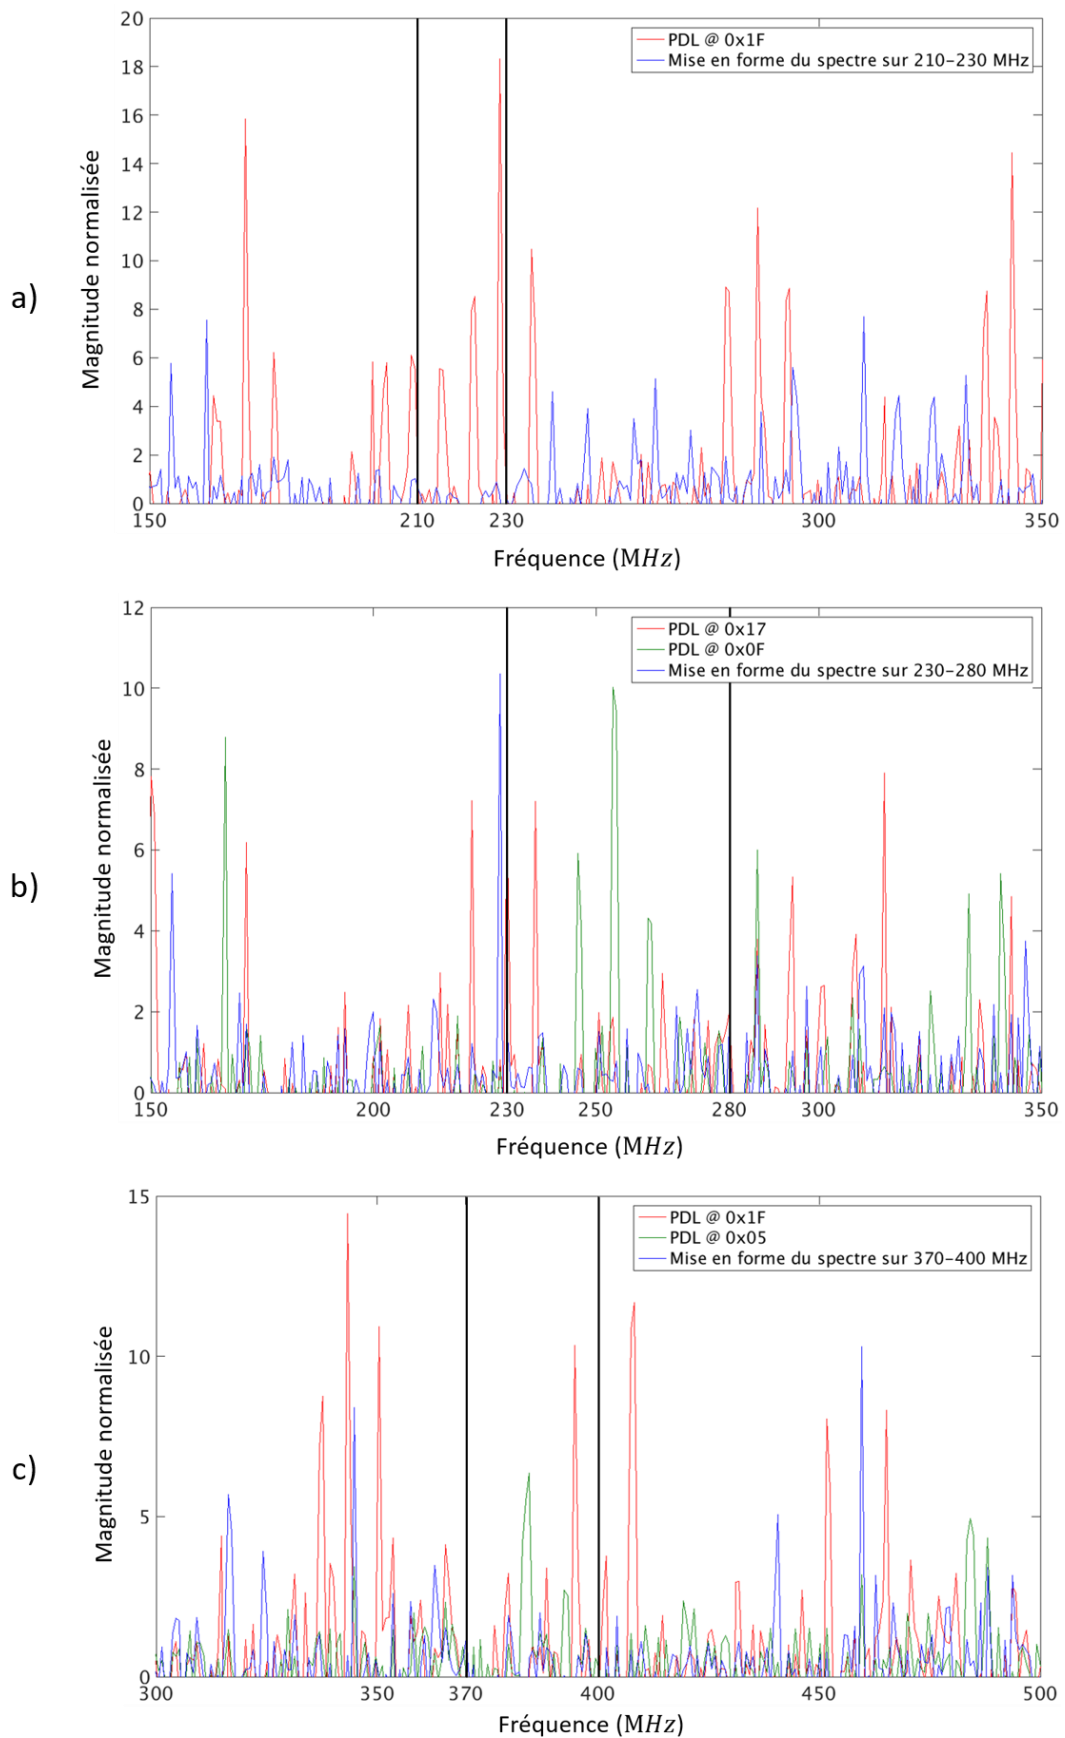 a)
Magnitude normalisée
20
18
16
14
12
10
8
6
4
2
0
PDL @ 0x1F
Mise en forme du spectre sur 210-230 MHz
150 210 230 300 350
Fréquence (MHz)
b)
Magnitude normalisée
12
10
8
6
4
2
0
PDL @ 0x17
PDL @ 0x0F
Mise en forme du spectre sur 230-280 MHz
150 200 230 250 280 300 350
Fréquence (MHz)
c)
Magnitude normalisée
15
10
5
0
PDL @ 0x1F
PDL @ 0x05
Mise en forme du spectre sur 370-400 MHz
300 350 370 400 450 500
Fréquence (MHz)